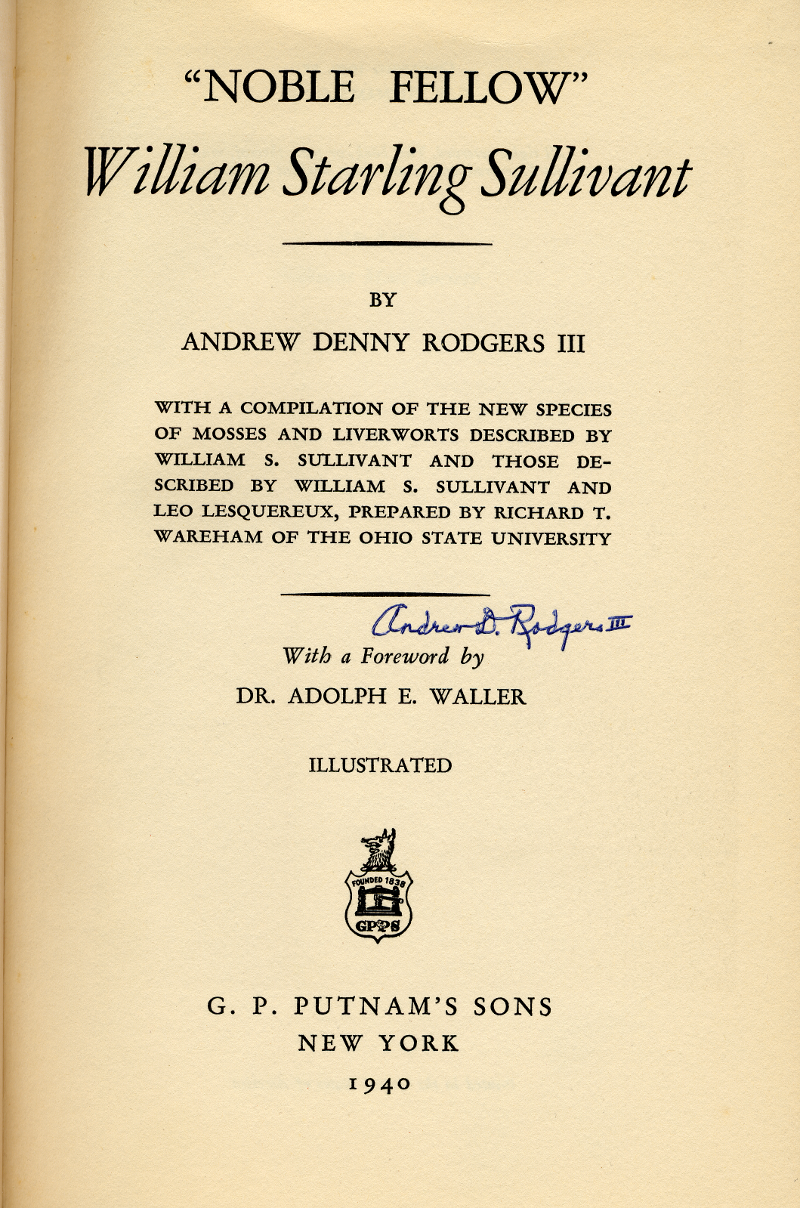 “NOBLE FELLOW”
William Starling Sullivant
BY
ANDREW DENNY RODGERS III
WITH A COMPILATION OF THE NEW SPECIES
OF MOSSES AND LIVERWORTS DESCRIBED BY
WILLIAM S. SULLIVANT AND THOSE DE-
SCRIBED BY WILLIAM S. SULLIVANT AND
LEO LESQUEREUX, PREPARED BY RICHARD T.
WAREHAM OF THE OHIO STATE UNIVERSITY
Andrew D. Rodgers III
With a Foreword by
DR. ADOLPH E. WALLER
ILLUSTRATED
FOUNDED 1838
GPPS
G. P. PUTNAM’S SONS
NEW YORK
1940